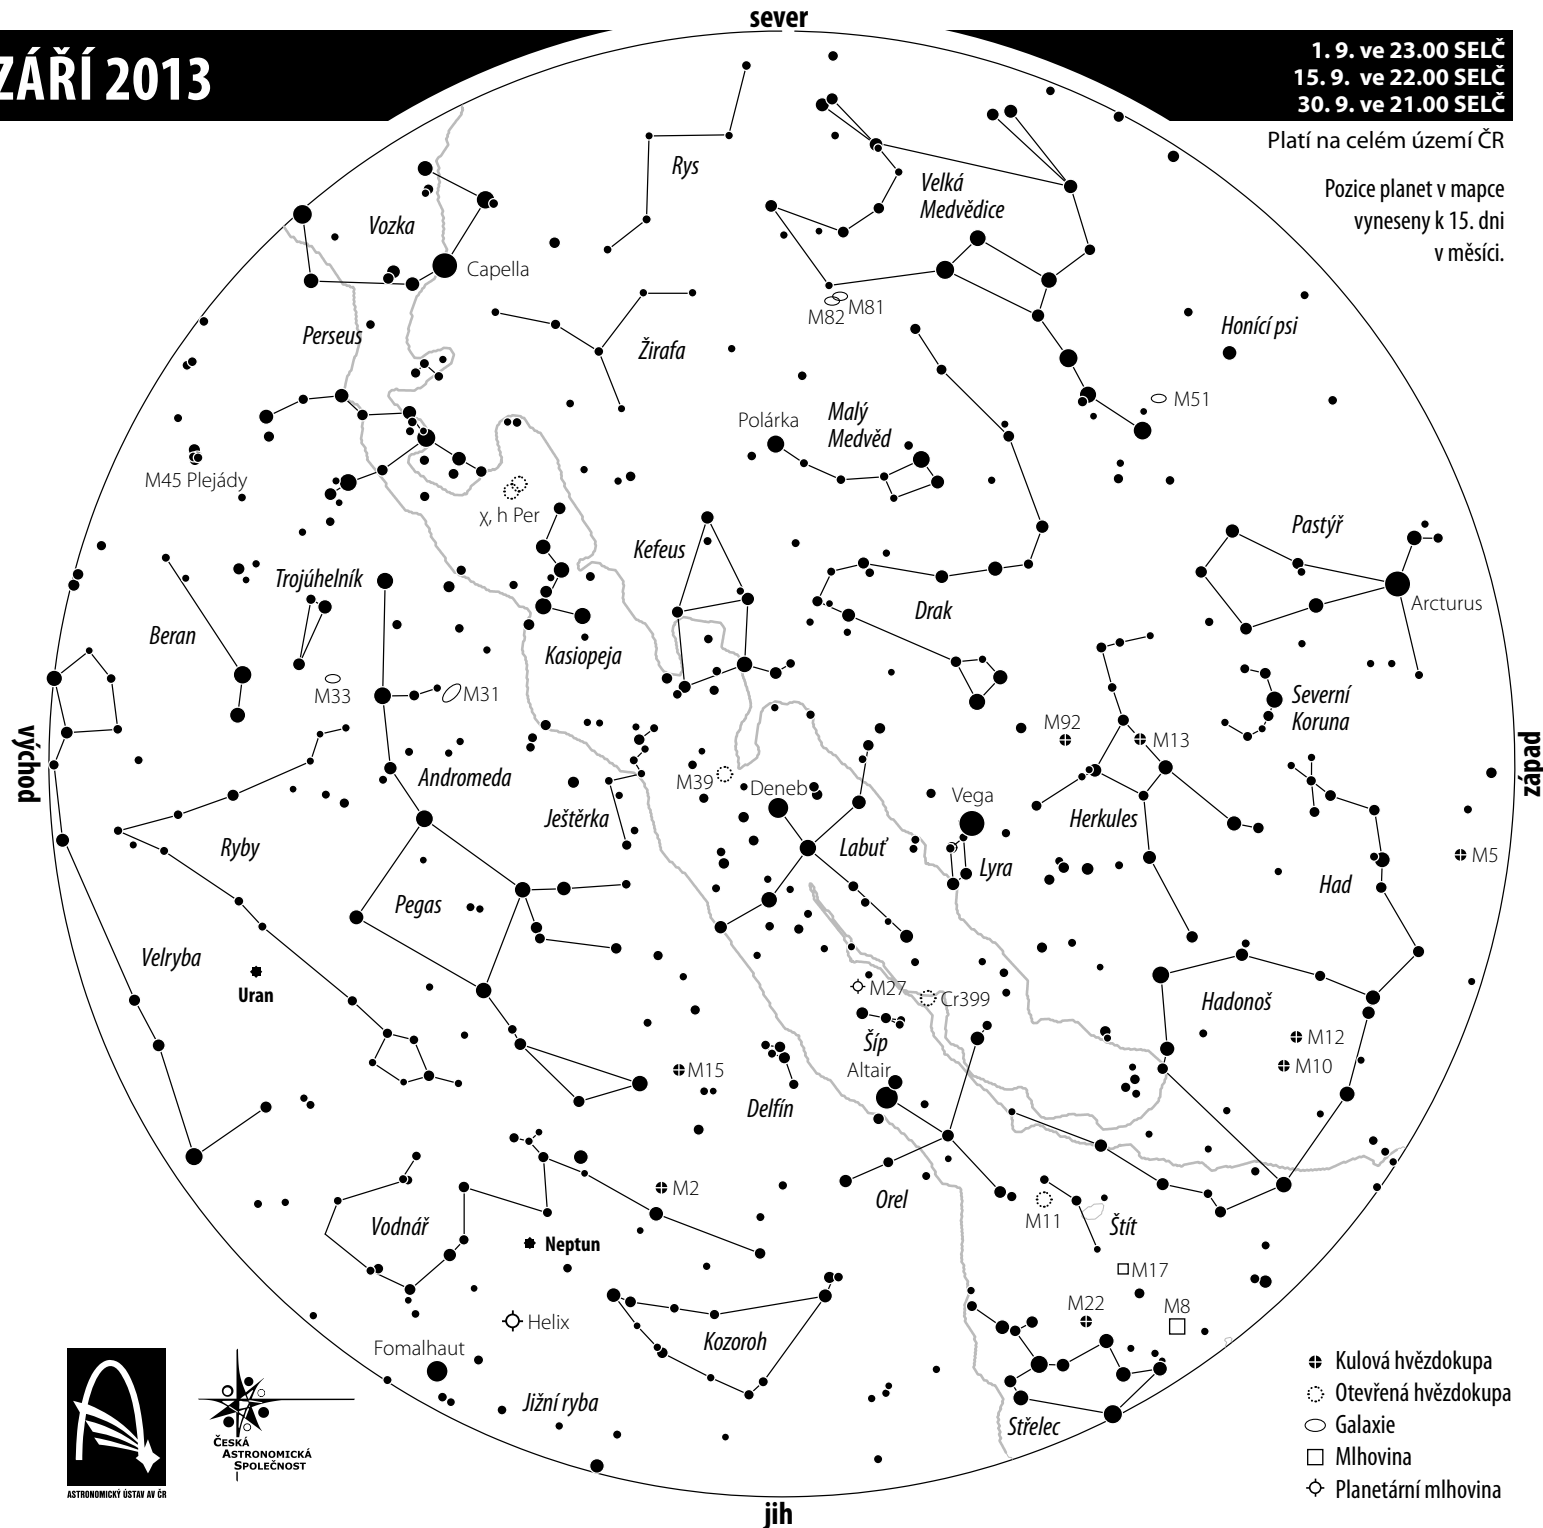 sever
ZÁŘÍ 2013
1. 9. ve 23.00 SELČ
15. 9. ve 22.00 SELČ
30. 9. ve 21.00 SELČ
Platí na celém území ČR
Pozice planet v mapce
vyneseny k 15. dni
v měsíci.
Rys
Velká
Medvědice
Vozka
Capella
M82
M81
Honící psi
Perseus
Žirafa
M51
Polárka
Malý
Medvěd
M45 Plejády
χ, h Per
Kefeus
Pastýř
Trojúhelník
Arcturus
Drak
Beran
Kasiopeja
M33
M31
Severní
Koruna
M92
M13
východ
západ
Andromeda
M39
Deneb
Vega
Ještěrka
Herkules
Labuť
Ryby
Lyra
M5
Had
Pegas
Velryba
Uran
M27
Cr399
Hadonoš
Šíp
M12
M10
Altair
M15
Delfín
M2
Orel
M11
Štít
Vodnář
Neptun
M17
M22
M8
Helix
Kozoroh
Fomalhaut
Jižní ryba
Střelec
Kulová hvězdokupa
Otevřená hvězdokupa
Galaxie
Mlhovina
Planetární mlhovina
ČESKÁ
ASTRONOMICKÁ
SPOLEČNOST
ASTRONOMICKÝ ÚSTAV AV ČR
jih